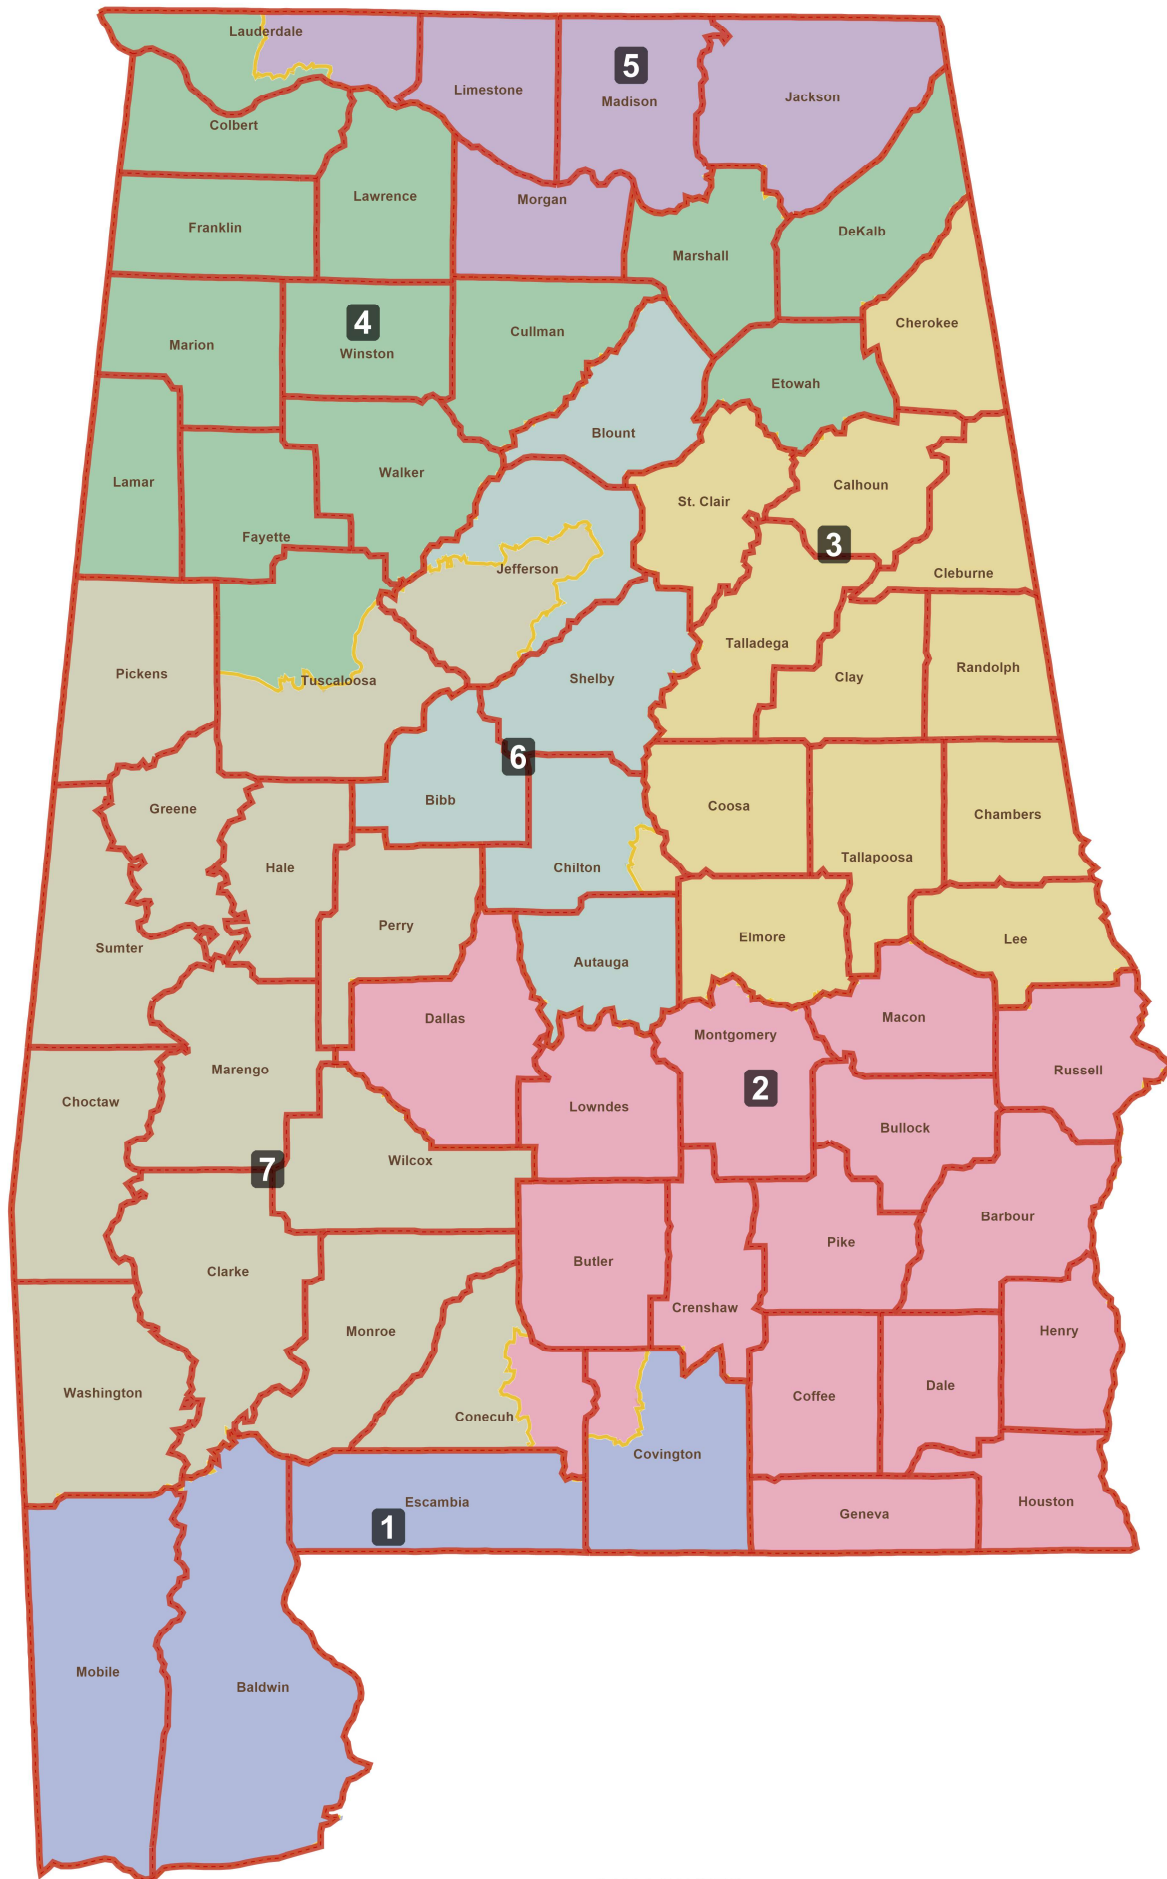 Lauderdale
5
Limestone
Madison
Jackson
Colbert
Lawrence
Morgan
Franklin
DeKalb
Marshall
4
Cherokee
Cullman
Marion
Winston
Etowah
Blount
Walker
Lamar
Calhoun
St. Clair
Fayette
3
Jefferson
Cleburne
Talladega
Randolph
Pickens
Clay
Shelby
Tuscaloosa
6
Bibb
Coosa
Greene
Chambers
Tallapoosa
Hale
Chilton
Perry
Elmore
Lee
Sumter
Autauga
Dallas
Macon
Montgomery
Marengo
Russell
2
Choctaw
Lowndes
Bullock
Wilcox
7
Barbour
Pike
Butler
Clarke
Crenshaw
Monroe
Henry
Dale
Washington
Coffee
Conecuh
Covington
Escambia
Houston
Geneva
1
Mobile
Baldwin